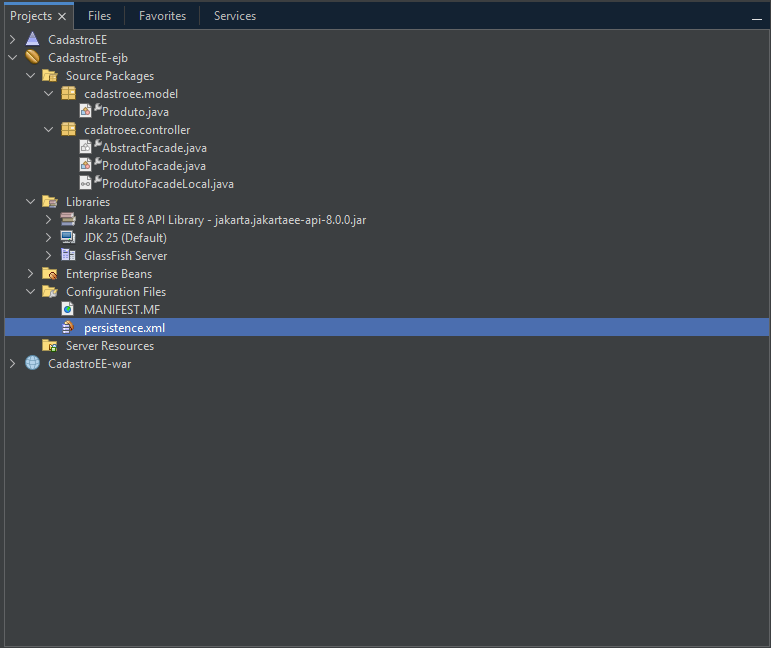 Projects Files Favorites Services
CadastroEE
CadastroEE-ejb
Source Packages
cadastroee.model
Produto.java
cadatroee.controller
AbstractFacade.java
ProdutoFacade.java
ProdutoFacadeLocal.java
Libraries
Jakarta EE 8 API Library - jakarta.jakartaee-api-8.0.0.jar
JDK 25 (Default)
GlassFish Server
Enterprise Beans
Configuration Files
MANIFEST.MF
persistence.xml
Server Resources
CadastroEE-war